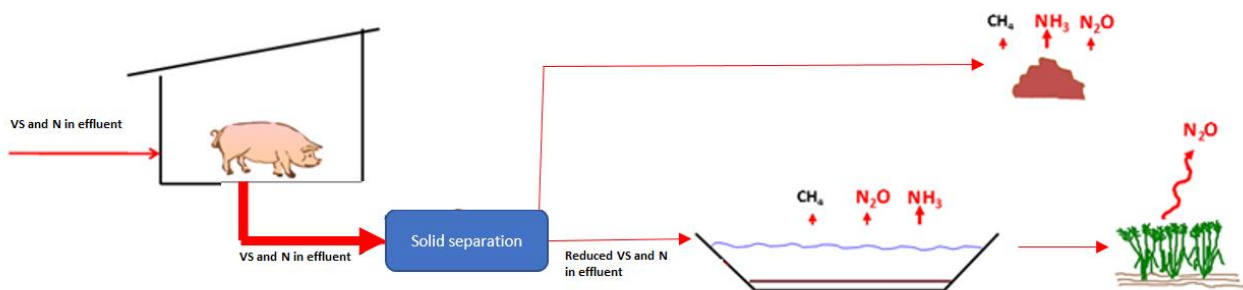 CH₄ NH₃ N₂O
VS and N in effluent
N₂O
CH₄ N₂O NH₃
Solid separation
VS and N in effluent
Reduced VS and N
in effluent